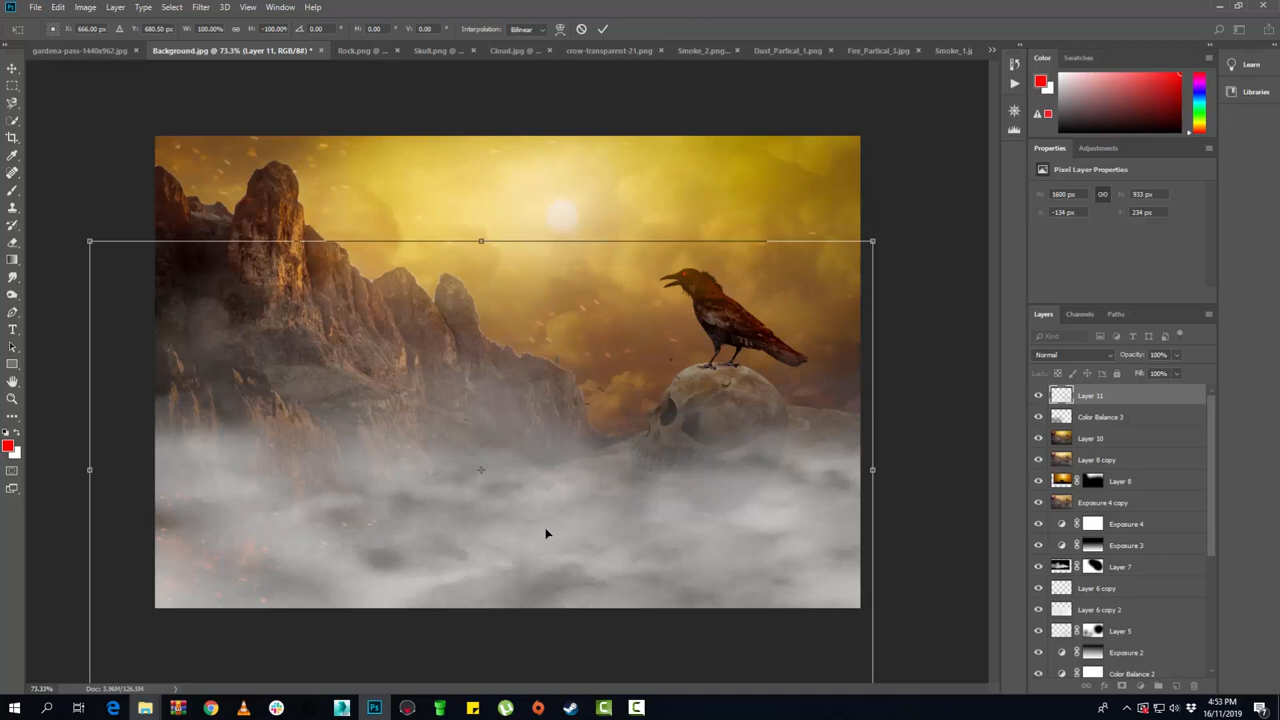 Ps File Edit Image Layer Type Select Filter 3D View Window Help
X: 666.00 px Y: 680.50 px W: 100.00% H: -100.00% 0.00 ° H: 0.00 ° V: 0.00 ° Interpolation: Bilinear
gardena-pass-1440x962.jpg × Background.jpg @ 73.3% (Layer 11, RGB/8#) * × Rock.png @ ... × Skull.png @ ... × Cloud.jpg @ ... × crow-transparent-21.png × Smoke_2.png... × Dust_Partical_1.png × Fire_Partical_3.jpg × Smoke_1.j
Color Swatches
Learn
Libraries
Properties Adjustments
Pixel Layer Properties
W: 1600 px H: 933 px
X: -134 px Y: 234 px
Layers Channels Paths
Kind
Normal Opacity: 100%
Lock: Fill: 100%
Layer 11
Color Balance 3
Layer 10
Layer 8 copy
Layer 8
Exposure 4 copy
Exposure 4
Exposure 3
Layer 7
Layer 6 copy
Layer 6 copy 2
Layer 5
Exposure 2
Color Balance 2
73.33% Doc: 3.96M/126.5M
4:53 PM
16/11/2019